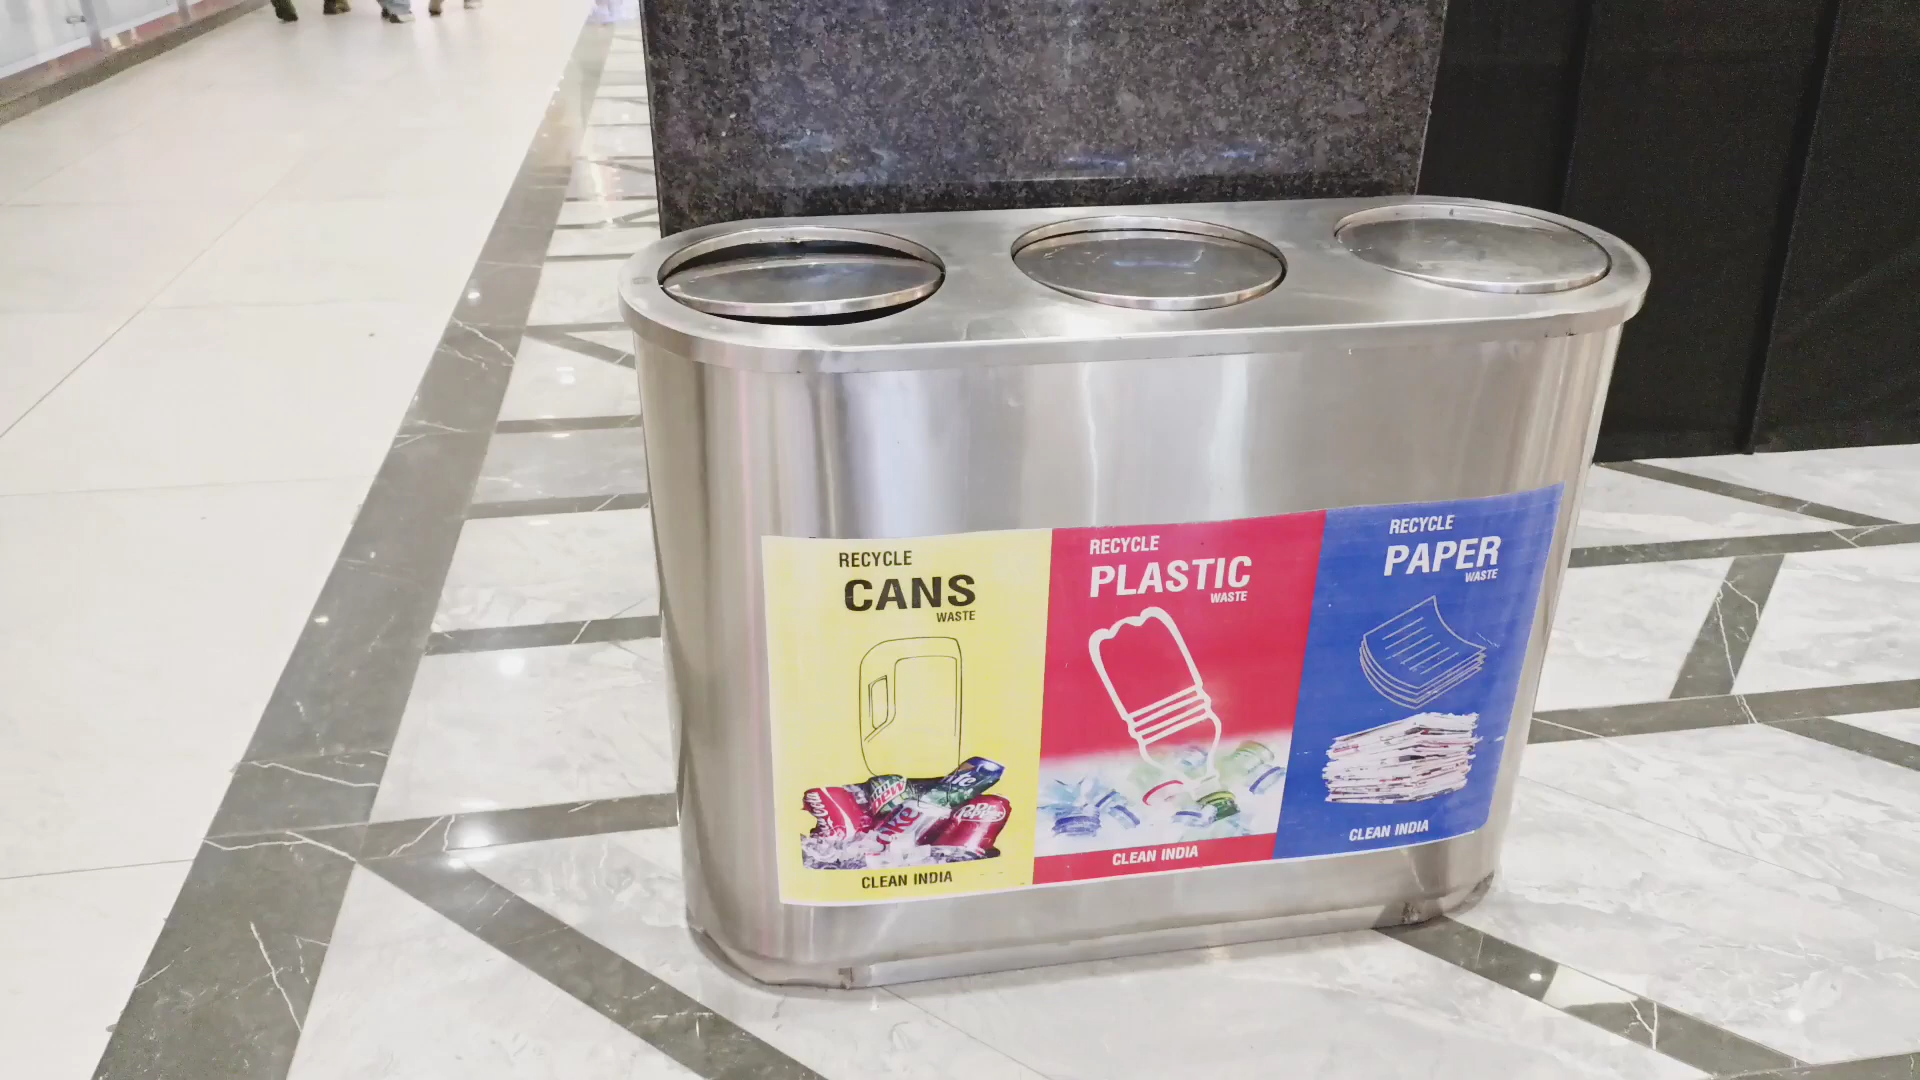 RECYCLE
CANS
WASTE
CLEAN INDIA
RECYCLE
PLASTIC
WASTE
CLEAN INDIA
RECYCLE
PAPER
WASTE
CLEAN INDIA